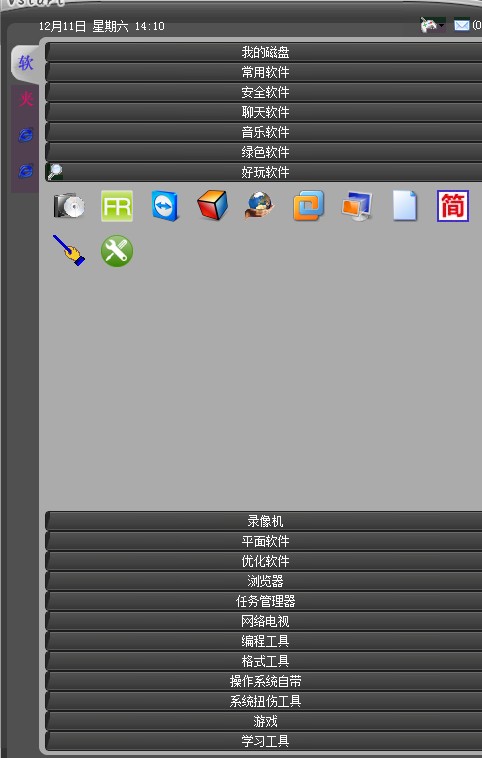 VStart
12月11日 星期六 14:10
(0
软
夹
我的磁盘
常用软件
安全软件
聊天软件
音乐软件
绿色软件
好玩软件
FR
简
录像机
平面软件
优化软件
浏览器
任务管理器
网络电视
编程工具
格式工具
操作系统自带
系统扭伤工具
游戏
学习工具